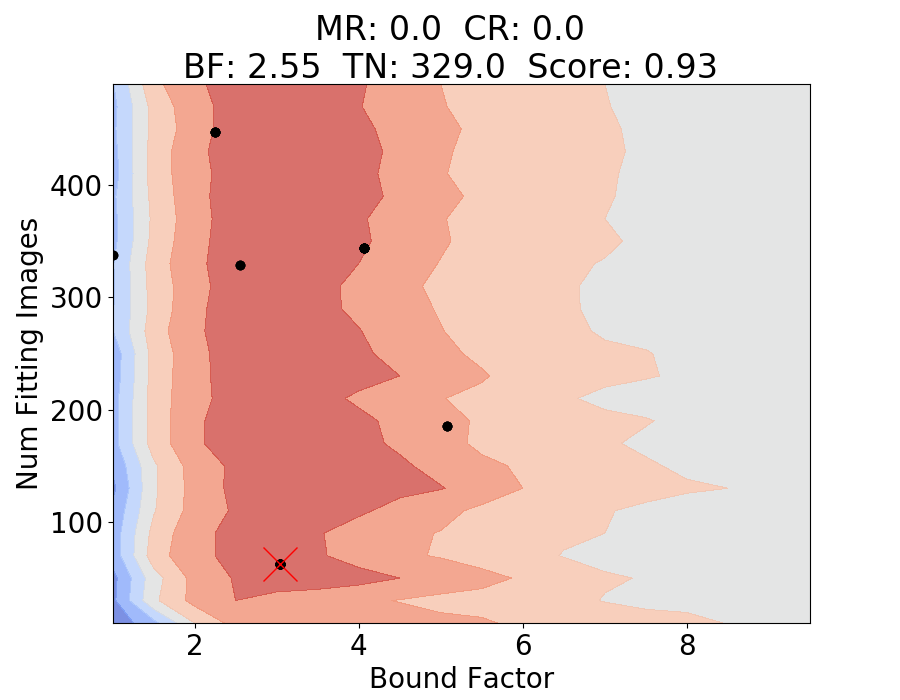 MR: 0.0  CR: 0.0
BF: 2.55  TN: 329.0  Score: 0.93
Num Fitting Images
400
300
200
100
2 4 6 8
Bound Factor